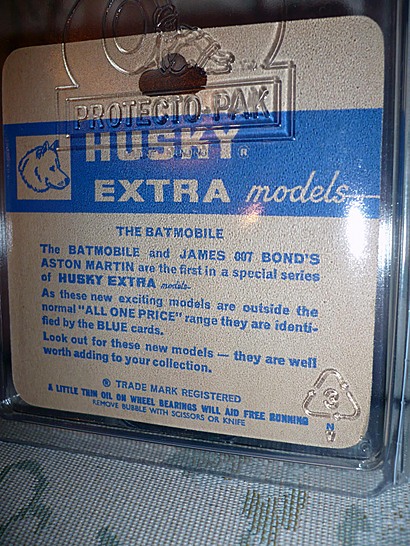 PROTECTO-PAK
HUSKY ®
EXTRA models
THE BATMOBILE
The BATMOBILE and JAMES 007 BOND'S
ASTON MARTIN are the first in a special series
of HUSKY EXTRA models.
As these new exciting models are outside the
normal "ALL ONE PRICE" range they are identi-
fied by the BLUE cards.
Look out for these new models — they are well
worth adding to your collection.
® TRADE MARK REGISTERED
A LITTLE THIN OIL ON WHEEL BEARINGS WILL AID FREE RUNNING
REMOVE BUBBLE WITH SCISSORS OR KNIFE